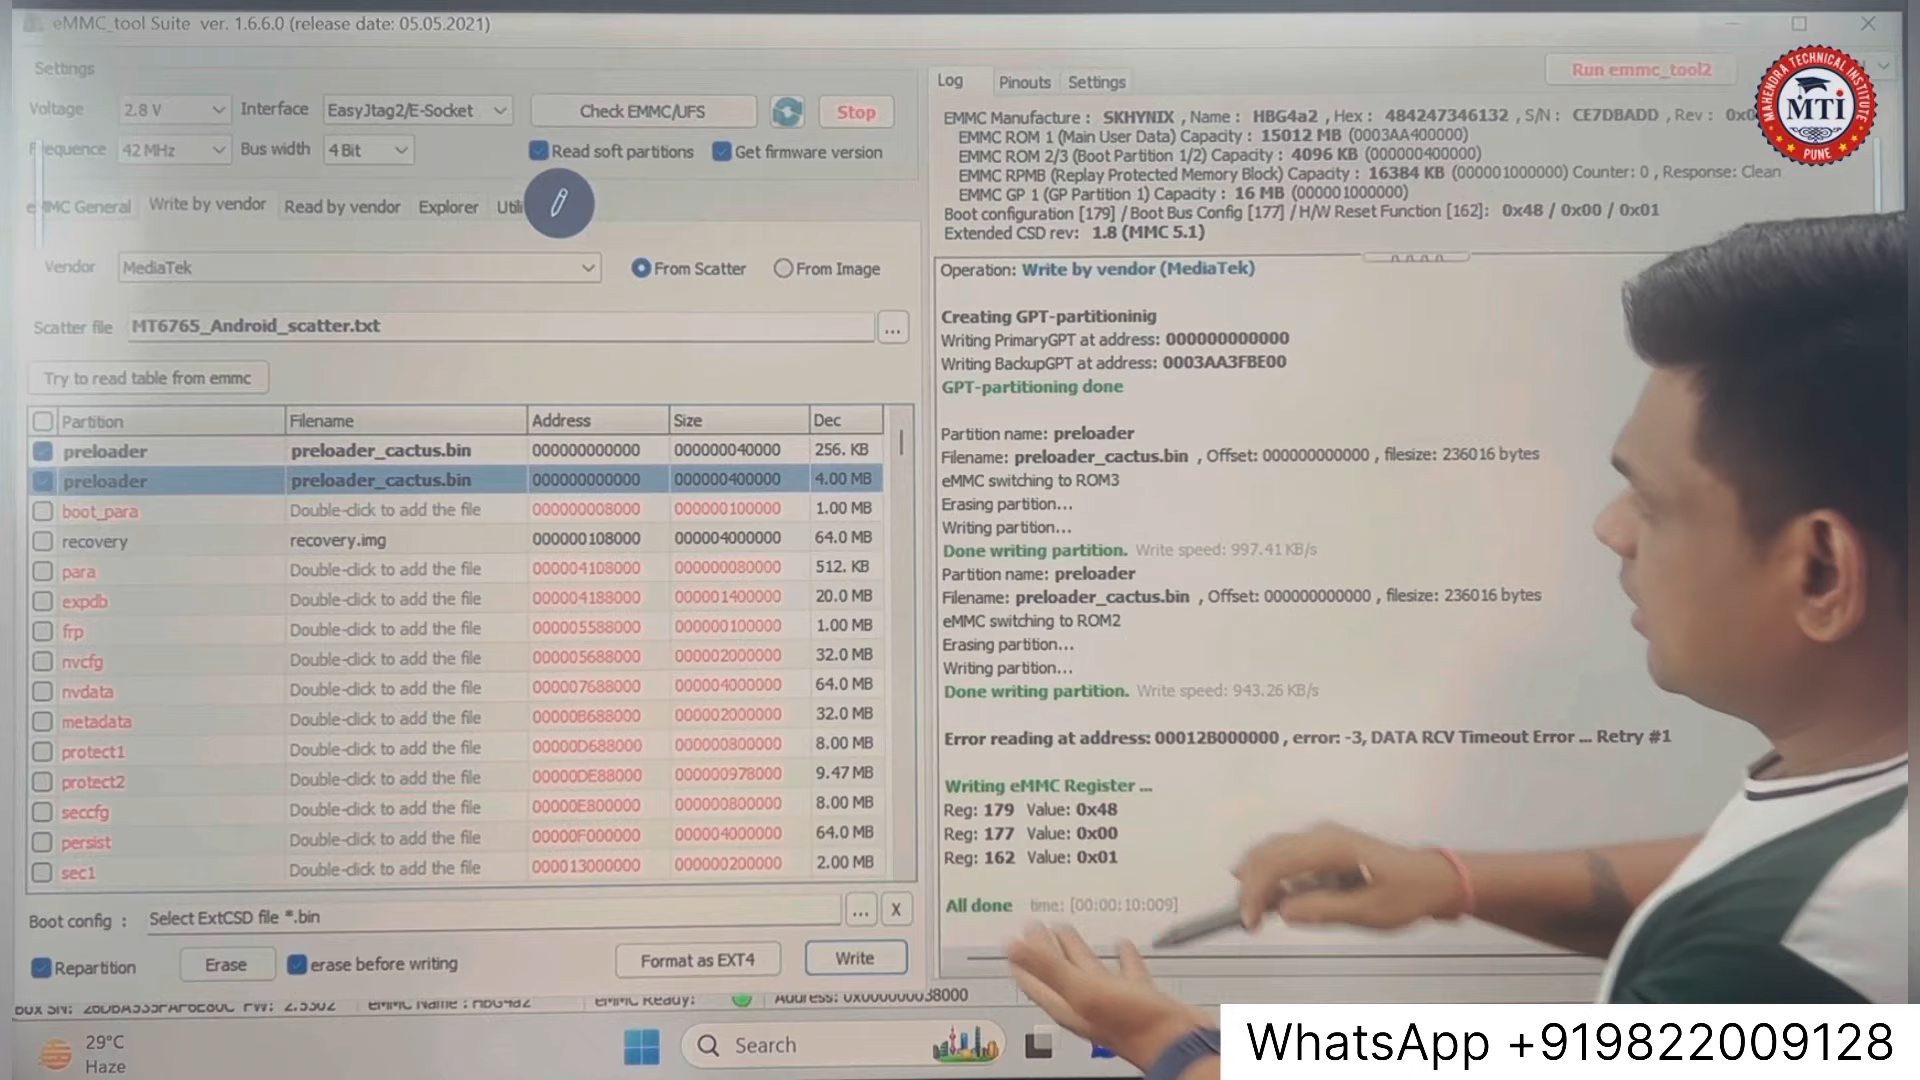 eMMC_tool Suite ver. 1.6.6.0 (release date: 05.05.2021)
Settings
Voltage 2.8 V Interface EasyJtag2/E-Socket Check EMMC/UFS Stop
Frequence 42 MHz Bus width 4 Bit Read soft partitions Get firmware version
eMMC General Write by vendor Read by vendor Explorer Utili
Vendor MediaTek From Scatter From Image
Scatter file MT6765_Android_scatter.txt ...
Try to read table from emmc
Partition Filename Address Size Dec
preloader preloader_cactus.bin 000000000000 000000040000 256. KB
preloader preloader_cactus.bin 000000000000 000000400000 4.00 MB
boot_para Double-click to add the file 000000008000 000000100000 1.00 MB
recovery recovery.img 000000108000 000004000000 64.0 MB
para Double-click to add the file 000004108000 000000080000 512. KB
expdb Double-click to add the file 000004188000 000001400000 20.0 MB
frp Double-click to add the file 000005588000 000000100000 1.00 MB
nvcfg Double-click to add the file 000005688000 000002000000 32.0 MB
nvdata Double-click to add the file 000007688000 000004000000 64.0 MB
metadata Double-click to add the file 00000B688000 000002000000 32.0 MB
protect1 Double-click to add the file 00000D688000 000000800000 8.00 MB
protect2 Double-click to add the file 00000DE88000 000000978000 9.47 MB
seccfg Double-click to add the file 00000E800000 000000800000 8.00 MB
persist Double-click to add the file 00000F000000 000004000000 64.0 MB
sec1 Double-click to add the file 000013000000 000000200000 2.00 MB
Boot config : Select ExtCSD file *.bin ... X
Repartition Erase erase before writing Format as EXT4 Write
eMMC Name : HBG4a2 eMMC Ready: Address: 0x000000038000
29°C
Haze
Search
Log Pinouts Settings Run emmc_tool2
EMMC Manufacture : SKHYNIX , Name : HBG4a2 , Hex : 484247346132 , S/N : CE7DBADD , Rev : 0x0
EMMC ROM 1 (Main User Data) Capacity : 15012 MB (0003AA400000)
EMMC ROM 2/3 (Boot Partition 1/2) Capacity : 4096 KB (000000400000)
EMMC RPMB (Replay Protected Memory Block) Capacity : 16384 KB (000001000000) Counter: 0 , Response: Clean
EMMC GP 1 (GP Partition 1) Capacity : 16 MB (000001000000)
Boot configuration [179] / Boot Bus Config [177] / H/W Reset Function [162]: 0x48 / 0x00 / 0x01
Extended CSD rev: 1.8 (MMC 5.1)
Operation: Write by vendor (MediaTek)
Creating GPT-partitioninig
Writing PrimaryGPT at address: 000000000000
Writing BackupGPT at address: 0003AA3FBE00
GPT-partitioning done
Partition name: preloader
Filename: preloader_cactus.bin , Offset: 000000000000 , filesize: 236016 bytes
eMMC switching to ROM3
Erasing partition...
Writing partition...
Done writing partition. Write speed: 997.41 KB/s
Partition name: preloader
Filename: preloader_cactus.bin , Offset: 000000000000 , filesize: 236016 bytes
eMMC switching to ROM2
Erasing partition...
Writing partition...
Done writing partition. Write speed: 943.26 KB/s
Error reading at address: 00012B000000 , error: -3, DATA RCV Timeout Error ... Retry #1
Writing eMMC Register ...
Reg: 179 Value: 0x48
Reg: 177 Value: 0x00
Reg: 162 Value: 0x01
All done time: [00:00:10:009]
MAHENDRA TECHNICAL INSTITUTE
MTI
PUNE
WhatsApp +919822009128